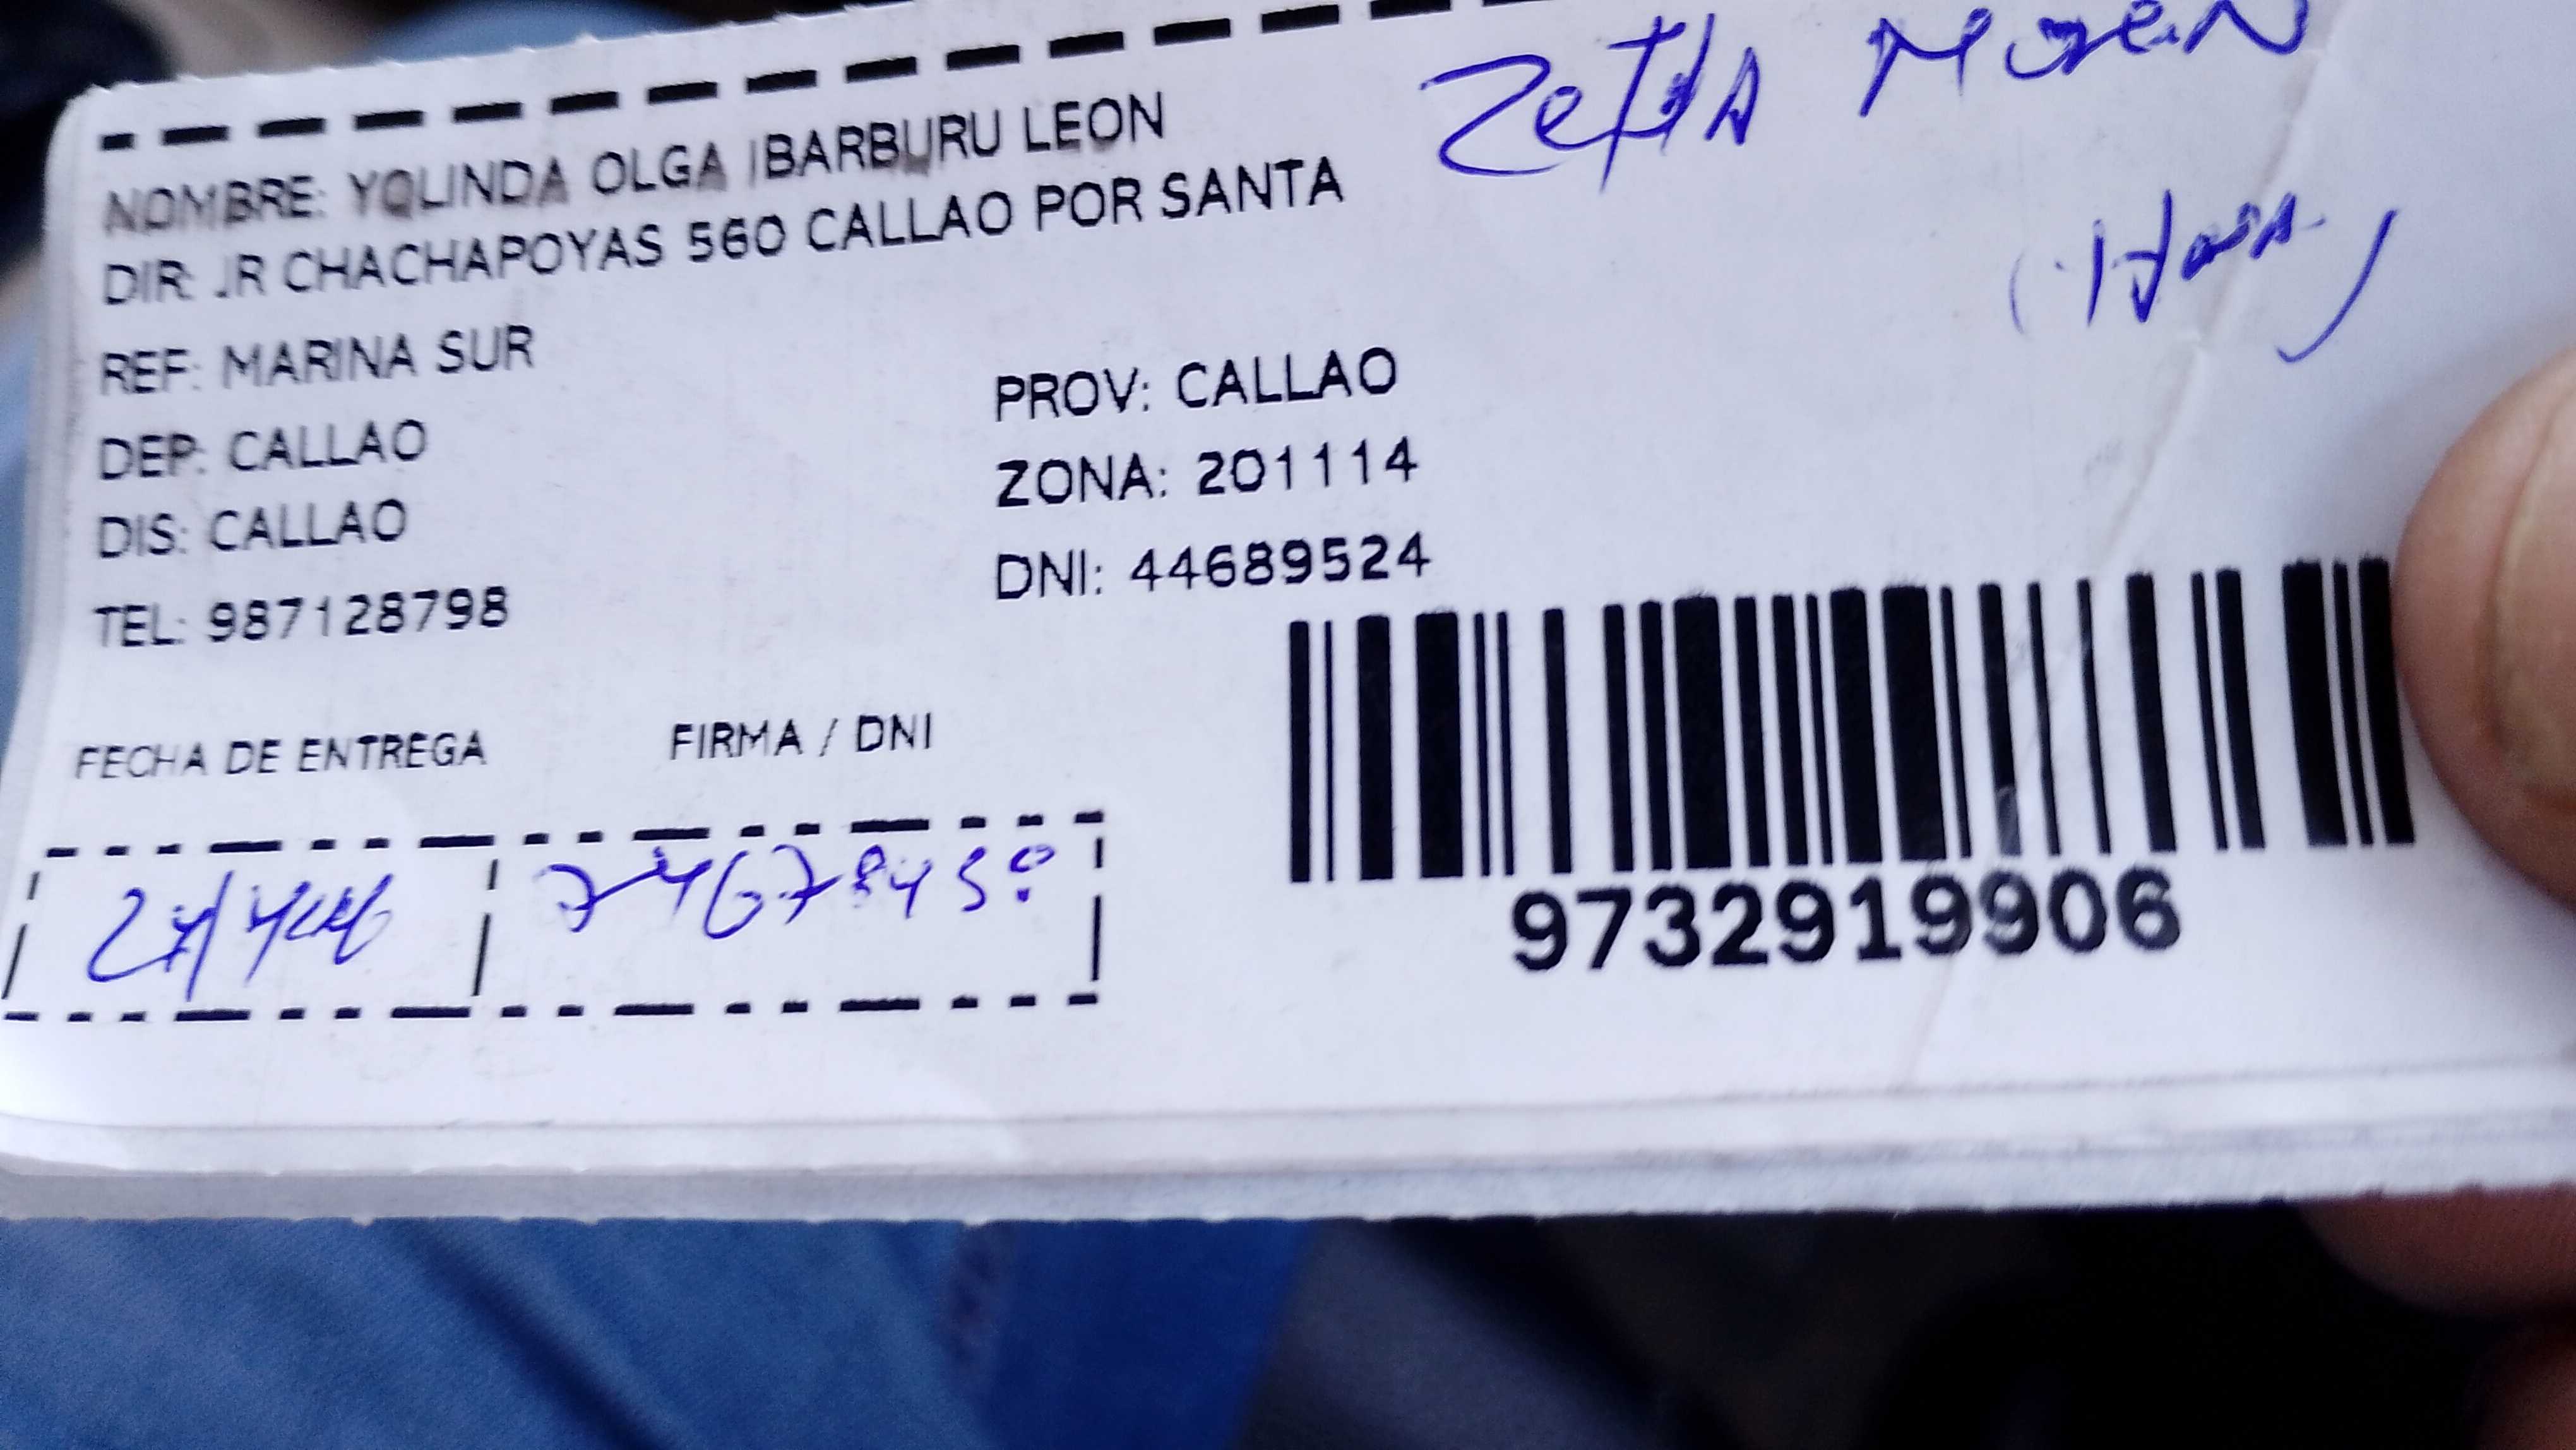 NOMBRE: YOLINDA OLGA IBARBURU LEON
DIR: JR CHACHAPOYAS 560 CALLAO POR SANTA
REF: MARINA SUR
DEP: CALLAO
PROV: CALLAO
DIS: CALLAO
ZONA: 201114
TEL: 987128798
DNI: 44689524
FECHA DE ENTREGA
FIRMA / DNI
9732919906